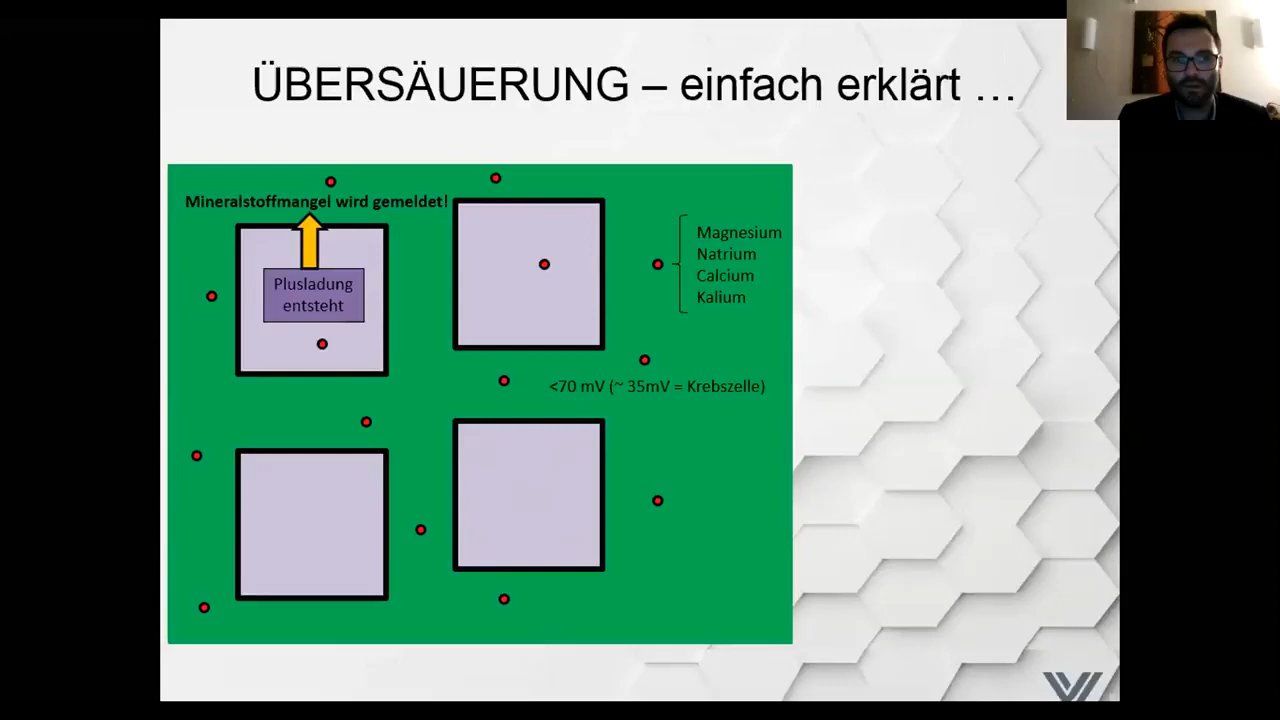 ÜBERSÄUERUNG – einfach erklärt ...
Mineralstoffmangel wird gemeldet!
Plusladung
entsteht
Magnesium
Natrium
Calcium
Kalium
<70 mV (~ 35mV = Krebszelle)